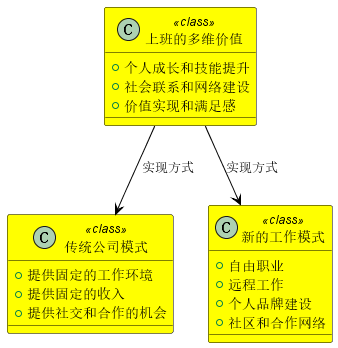 C
«class»
上班的多维价值
个人成长和技能提升
社会联系和网络建设
价值实现和满足感
实现方式
实现方式
C
«class»
传统公司模式
提供固定的工作环境
提供固定的收入
提供社交和合作的机会
C
«class»
新的工作模式
自由职业
远程工作
个人品牌建设
社区和合作网络